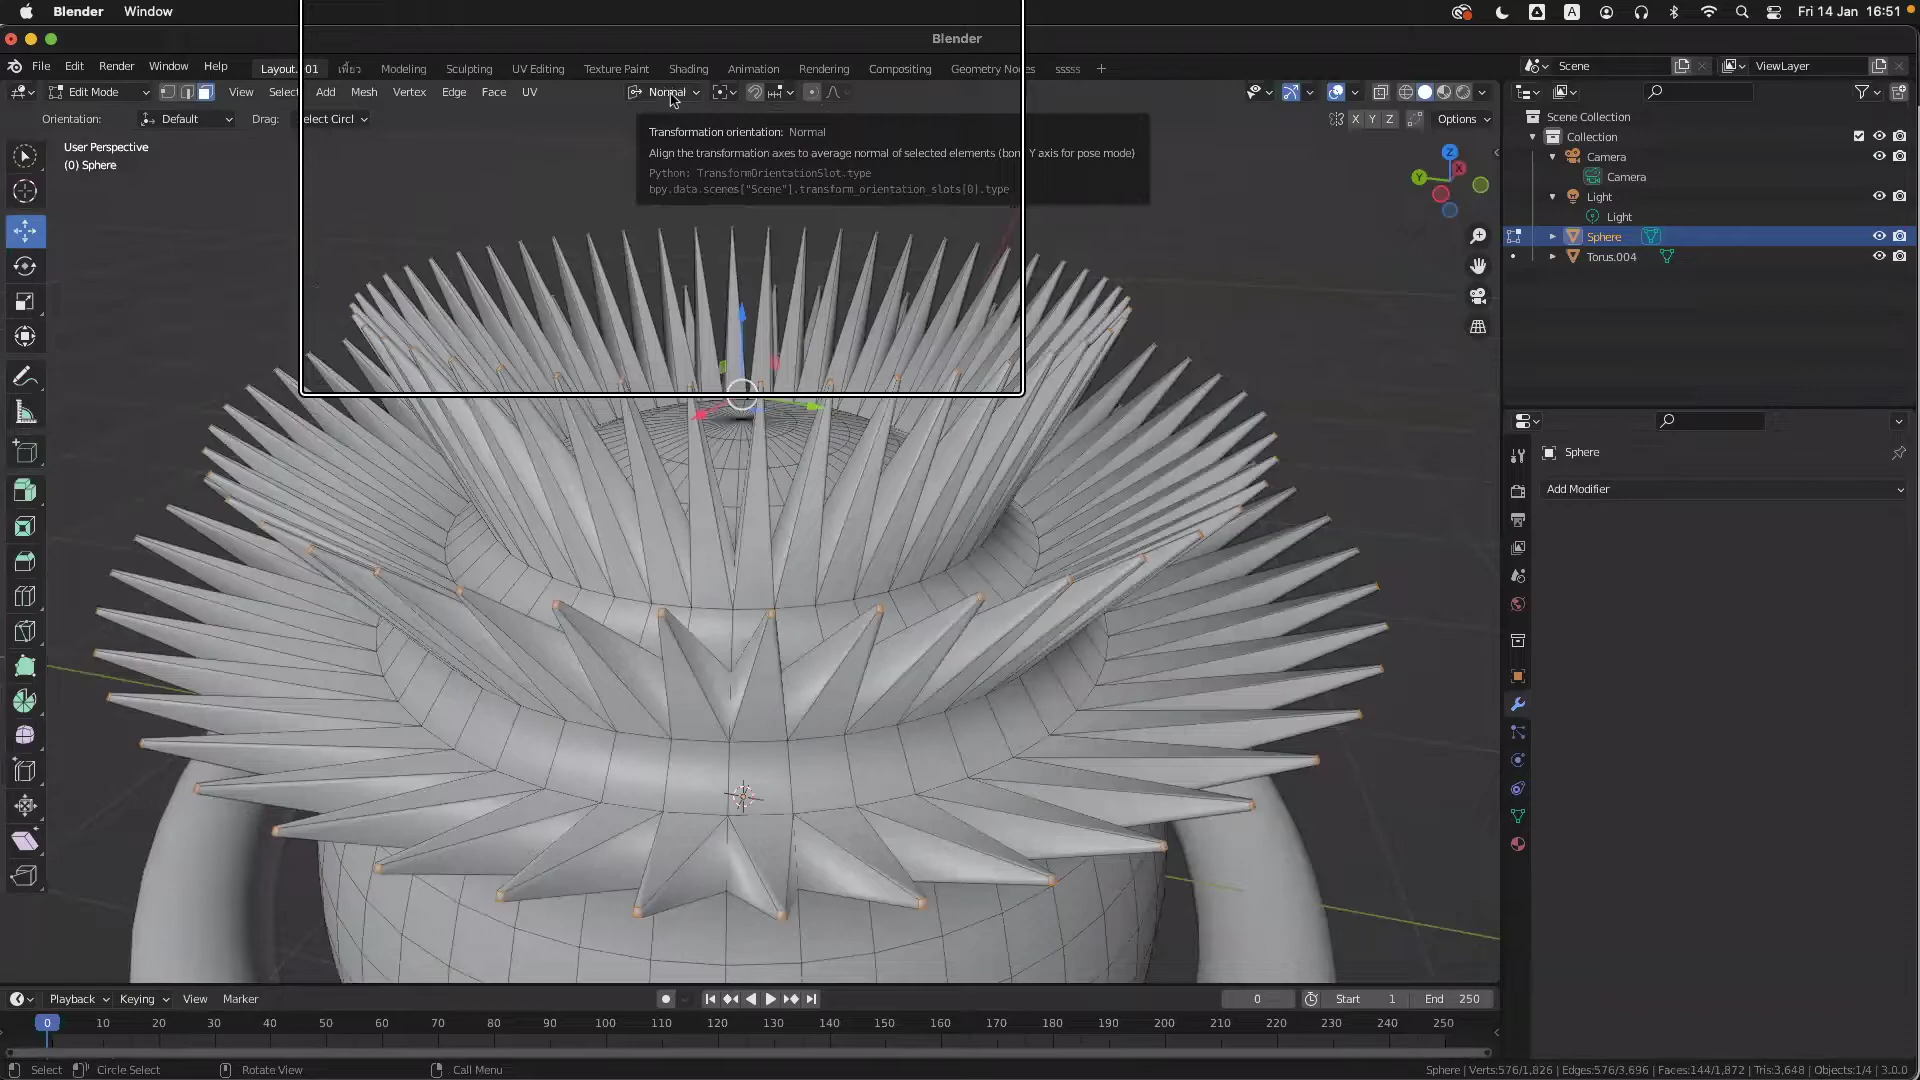 Blender Window Fri 14 Jan 16:51
Blender
File Edit Render Window Help Layout.001 เพี้ยว Modeling Sculpting UV Editing Texture Paint Shading Animation Rendering Compositing Geometry Nodes sssss + Scene ViewLayer
Edit Mode View Select Add Mesh Vertex Edge Face UV Normal
Orientation: Default Drag: Select Circl X Y Z Options
Transformation orientation: Normal
Align the transformation axes to average normal of selected elements (bone Y axis for pose mode)
Python: TransformOrientationSlot.type
bpy.data.scenes["Scene"].transform_orientation_slots[0].type
User Perspective
(0) Sphere
Z
X
Y
Scene Collection
Collection
Camera
Camera
Light
Light
Sphere
Torus.004
Sphere
Add Modifier
Playback Keying View Marker 0 Start 1 End 250
0 10 20 30 40 50 60 70 80 90 100 110 120 130 140 150 160 170 180 190 200 210 220 230 240 250
Select Circle Select Rotate View Call Menu Sphere | Verts:576/1,826 | Edges:576/3,696 | Faces:144/1,872 | Tris:3,648 | Objects:1/4 | 3.0.0